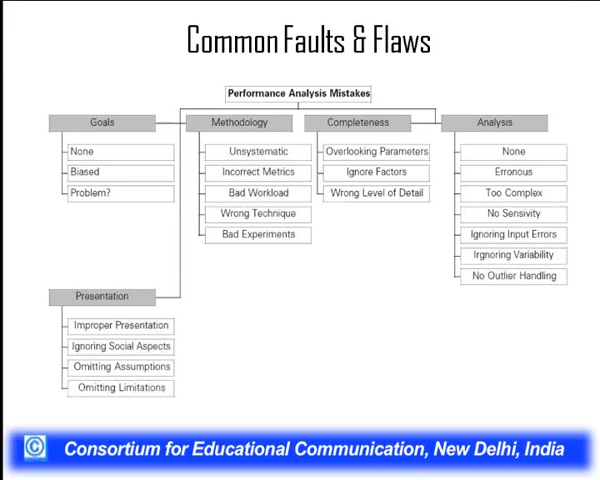 Common Faults & Flaws
Performance Analysis Mistakes
Goals
None
Biased
Problem?
Methodology
Unsystematic
Incorrect Metrics
Bad Workload
Wrong Technique
Bad Experiments
Completeness
Overlooking Parameters
Ignore Factors
Wrong Level of Detail
Analysis
None
Erronous
Too Complex
No Sensivity
Ignoring Input Errors
Irgnoring Variability
No Outlier Handling
Presentation
Improper Presentation
Ignoring Social Aspects
Omitting Assumptions
Omitting Limitations
© Consortium for Educational Communication, New Delhi, India